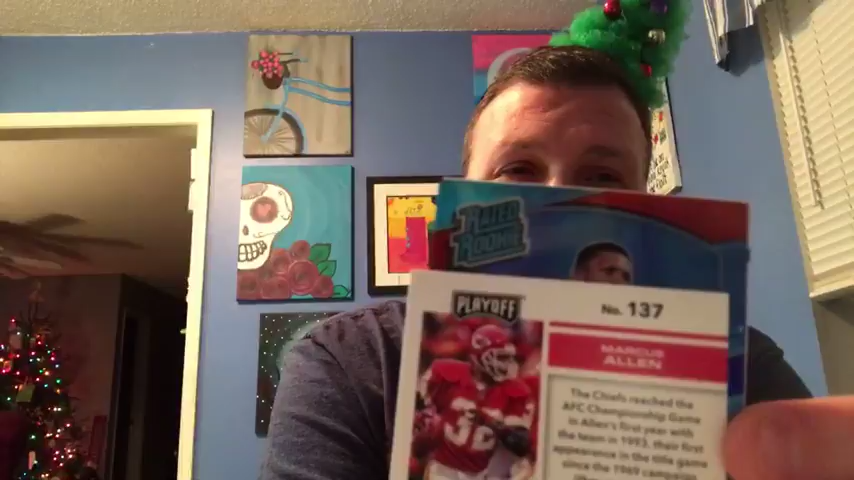 RATED
ROOKIE
PLAYOFF
No. 137
MARCUS
ALLEN
The Chiefs reached the
AFC Championship Game
in Allen's first year with
the team in 1993, their first
appearance in the title game
since the 1969 campaign